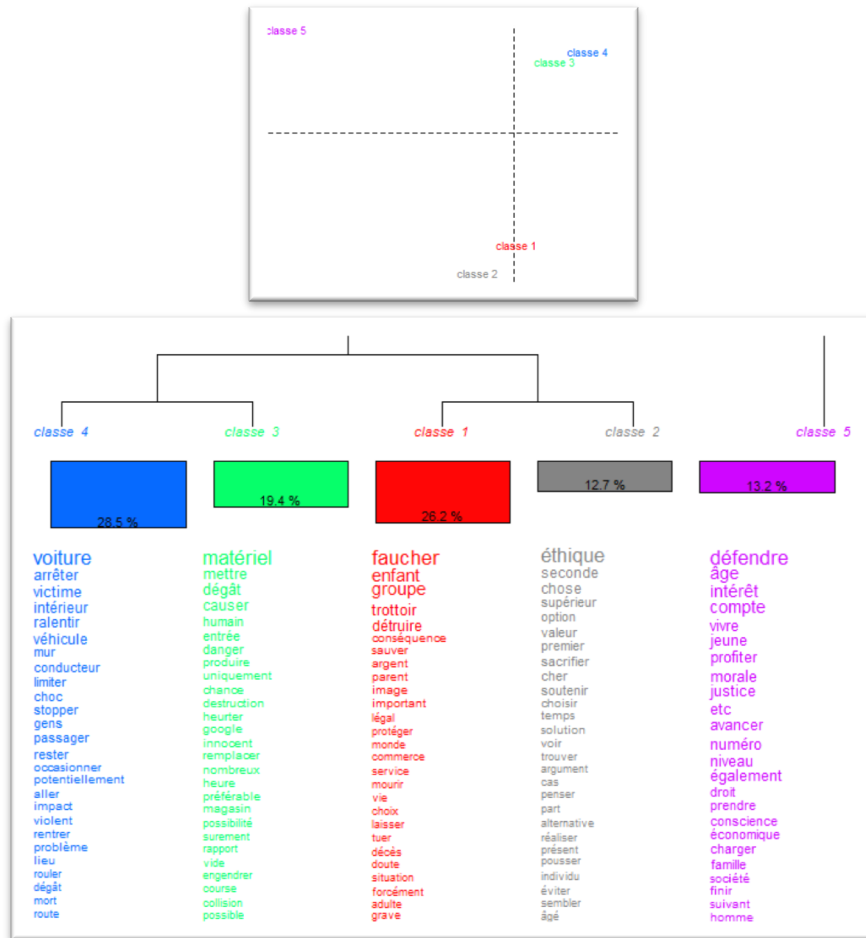 classe 5
classe 4
classe 3
classe 1
classe 2
classe 4 classe 3 classe 1 classe 2 classe 5
28.5 % 19.4 % 26.2 % 12.7 % 13.2 %
voiture
arrêter
victime
intérieur
ralentir
véhicule
mur
conducteur
limiter
choc
stopper
gens
passager
rester
occasionner
potentiellement
aller
impact
violent
rentrer
problème
lieu
rouler
dégât
mort
route
matériel
mettre
dégât
causer
humain
entrée
danger
produire
uniquement
chance
destruction
heurter
google
innocent
remplacer
nombreux
heure
préférable
magasin
possibilité
surement
rapport
vide
engendrer
course
collision
possible
faucher
enfant
groupe
trottoir
détruire
conséquence
sauver
argent
parent
image
important
légal
protéger
monde
commerce
service
mourir
vie
choix
laisser
tuer
décès
doute
situation
forcément
adulte
grave
éthique
seconde
chose
supérieur
option
valeur
premier
sacrifier
cher
soutenir
choisir
temps
solution
voir
trouver
argument
cas
penser
part
alternative
réaliser
présent
pousser
individu
éviter
sembler
âgé
défendre
âge
intérêt
compte
vivre
jeune
profiter
morale
justice
etc
avancer
numéro
niveau
également
droit
prendre
conscience
économique
charger
famille
société
finir
suivant
homme